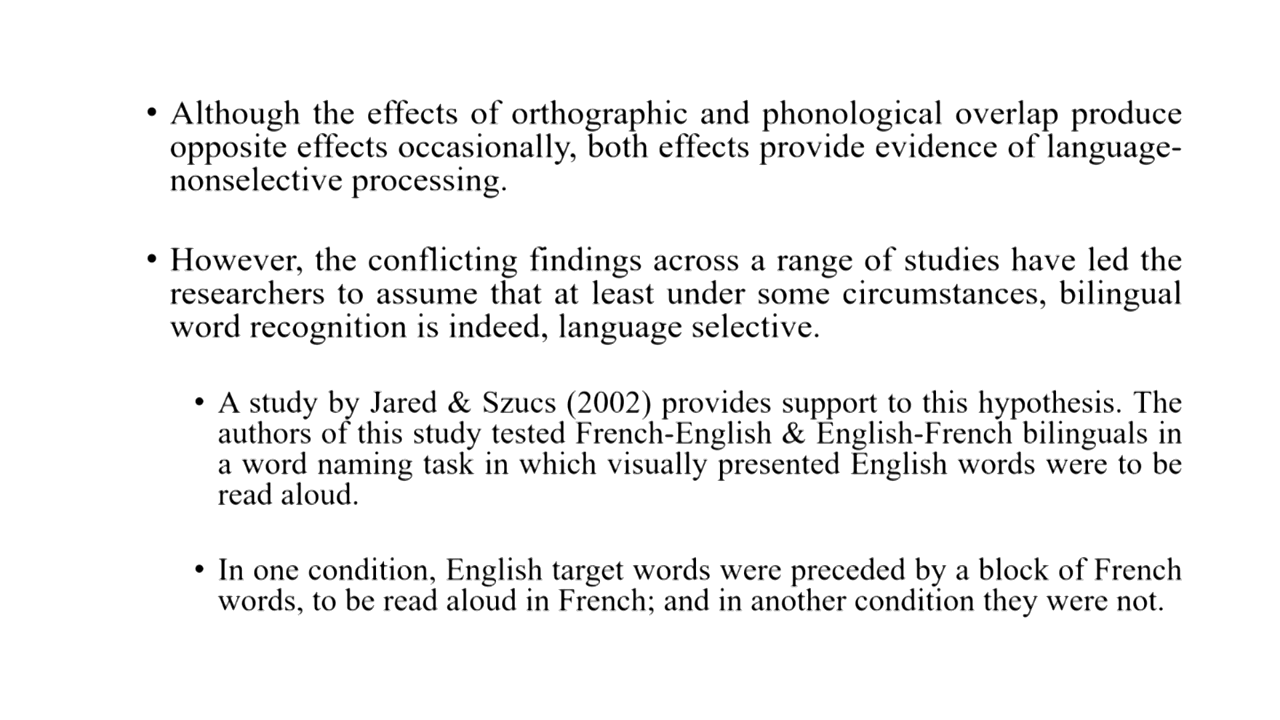 • Although the effects of orthographic and phonological overlap produce
opposite effects occasionally, both effects provide evidence of language-
nonselective processing.
• However, the conflicting findings across a range of studies have led the
researchers to assume that at least under some circumstances, bilingual
word recognition is indeed, language selective.
• A study by Jared & Szucs (2002) provides support to this hypothesis. The
authors of this study tested French-English & English-French bilinguals in
a word naming task in which visually presented English words were to be
read aloud.
• In one condition, English target words were preceded by a block of French
words, to be read aloud in French; and in another condition they were not.